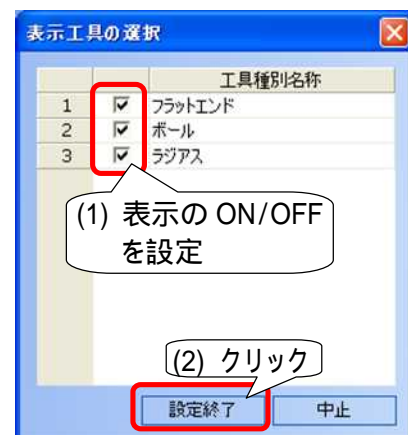 表示工具の選択
工具種別名称
1 フラットエンド
2 ボール
3 ラジアス
(1) 表示の ON/OFF
を設定
(2) クリック
設定終了 中止